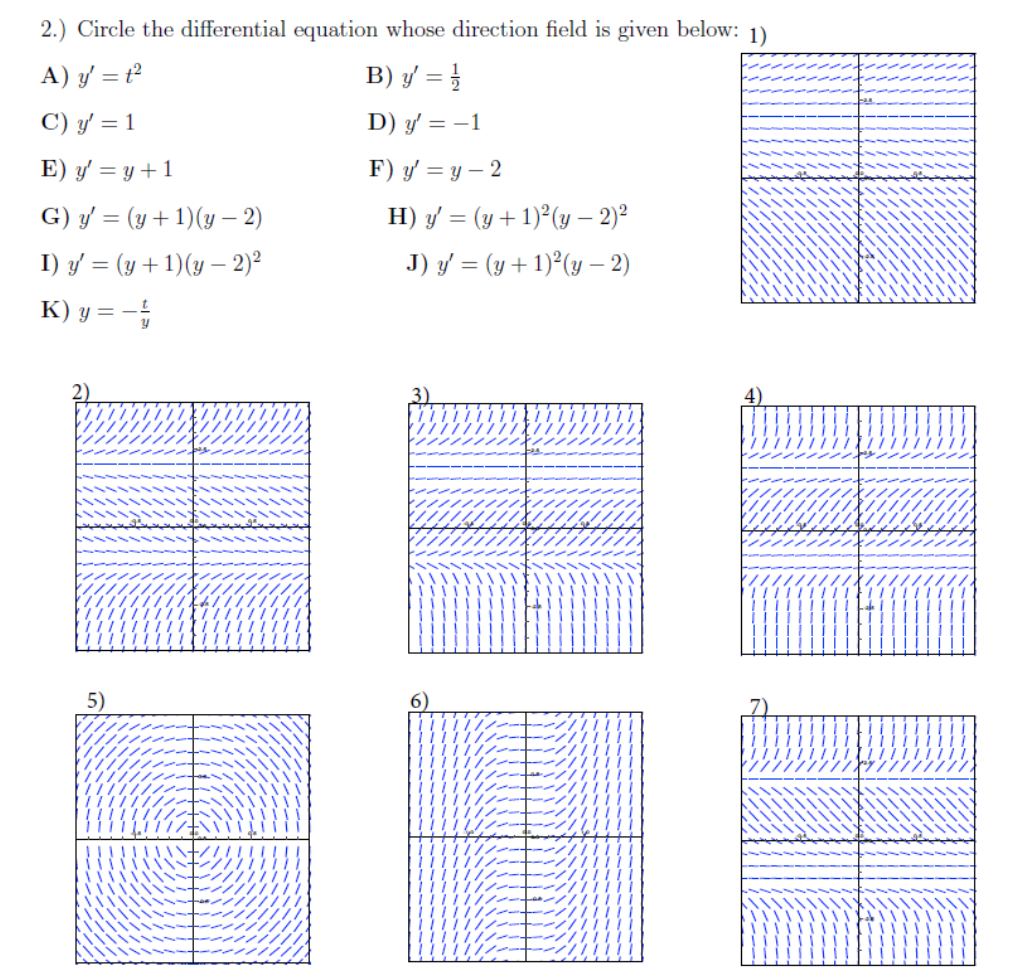 2.) Circle the differential equation whose direction field is given below: 1)
A) y′ = t²
B) y′ = 1/2
C) y′ = 1
D) y′ = −1
E) y′ = y + 1
F) y′ = y − 2
G) y′ = (y + 1)(y − 2)
H) y′ = (y + 1)²(y − 2)²
I) y′ = (y + 1)(y − 2)²
J) y′ = (y + 1)²(y − 2)
K) y = −t/y
2)
3)
4)
5)
6)
7)